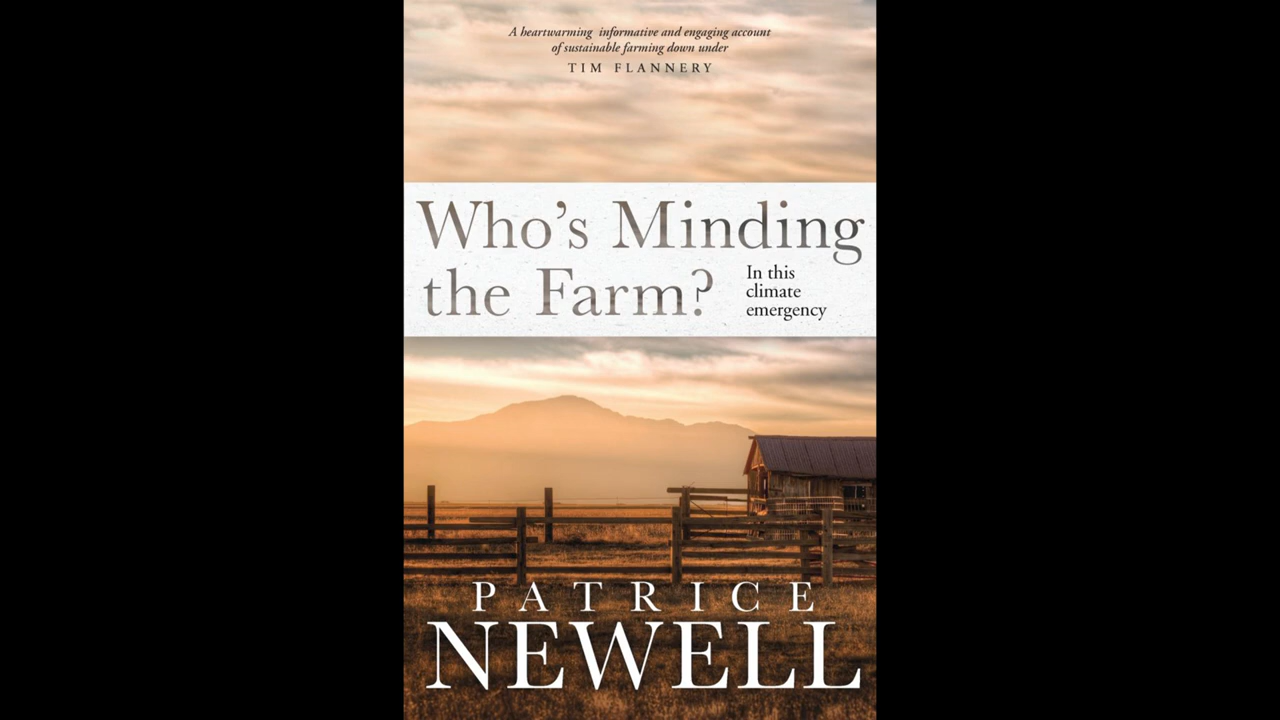 A heartwarming informative and engaging account
of sustainable farming down under
TIM FLANNERY
Who's Minding
the Farm?
In this
climate
emergency
PATRICE
NEWELL